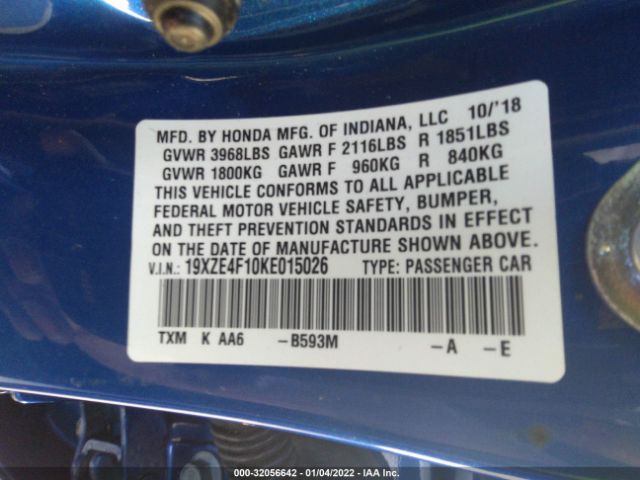 MFD. BY HONDA MFG. OF INDIANA, LLC 10/'18
GVWR 3968LBS GAWR F 2116LBS R 1851LBS
GVWR 1800KG GAWR F 960KG R 840KG
THIS VEHICLE CONFORMS TO ALL APPLICABLE
FEDERAL MOTOR VEHICLE SAFETY, BUMPER,
AND THEFT PREVENTION STANDARDS IN EFFECT
ON THE DATE OF MANUFACTURE SHOWN ABOVE.
V.I.N.: 19XZE4F10KE015026 TYPE: PASSENGER CAR
TXM K AA6 -B593M -A -E
000-32056642 - 01/04/2022 - IAA Inc.